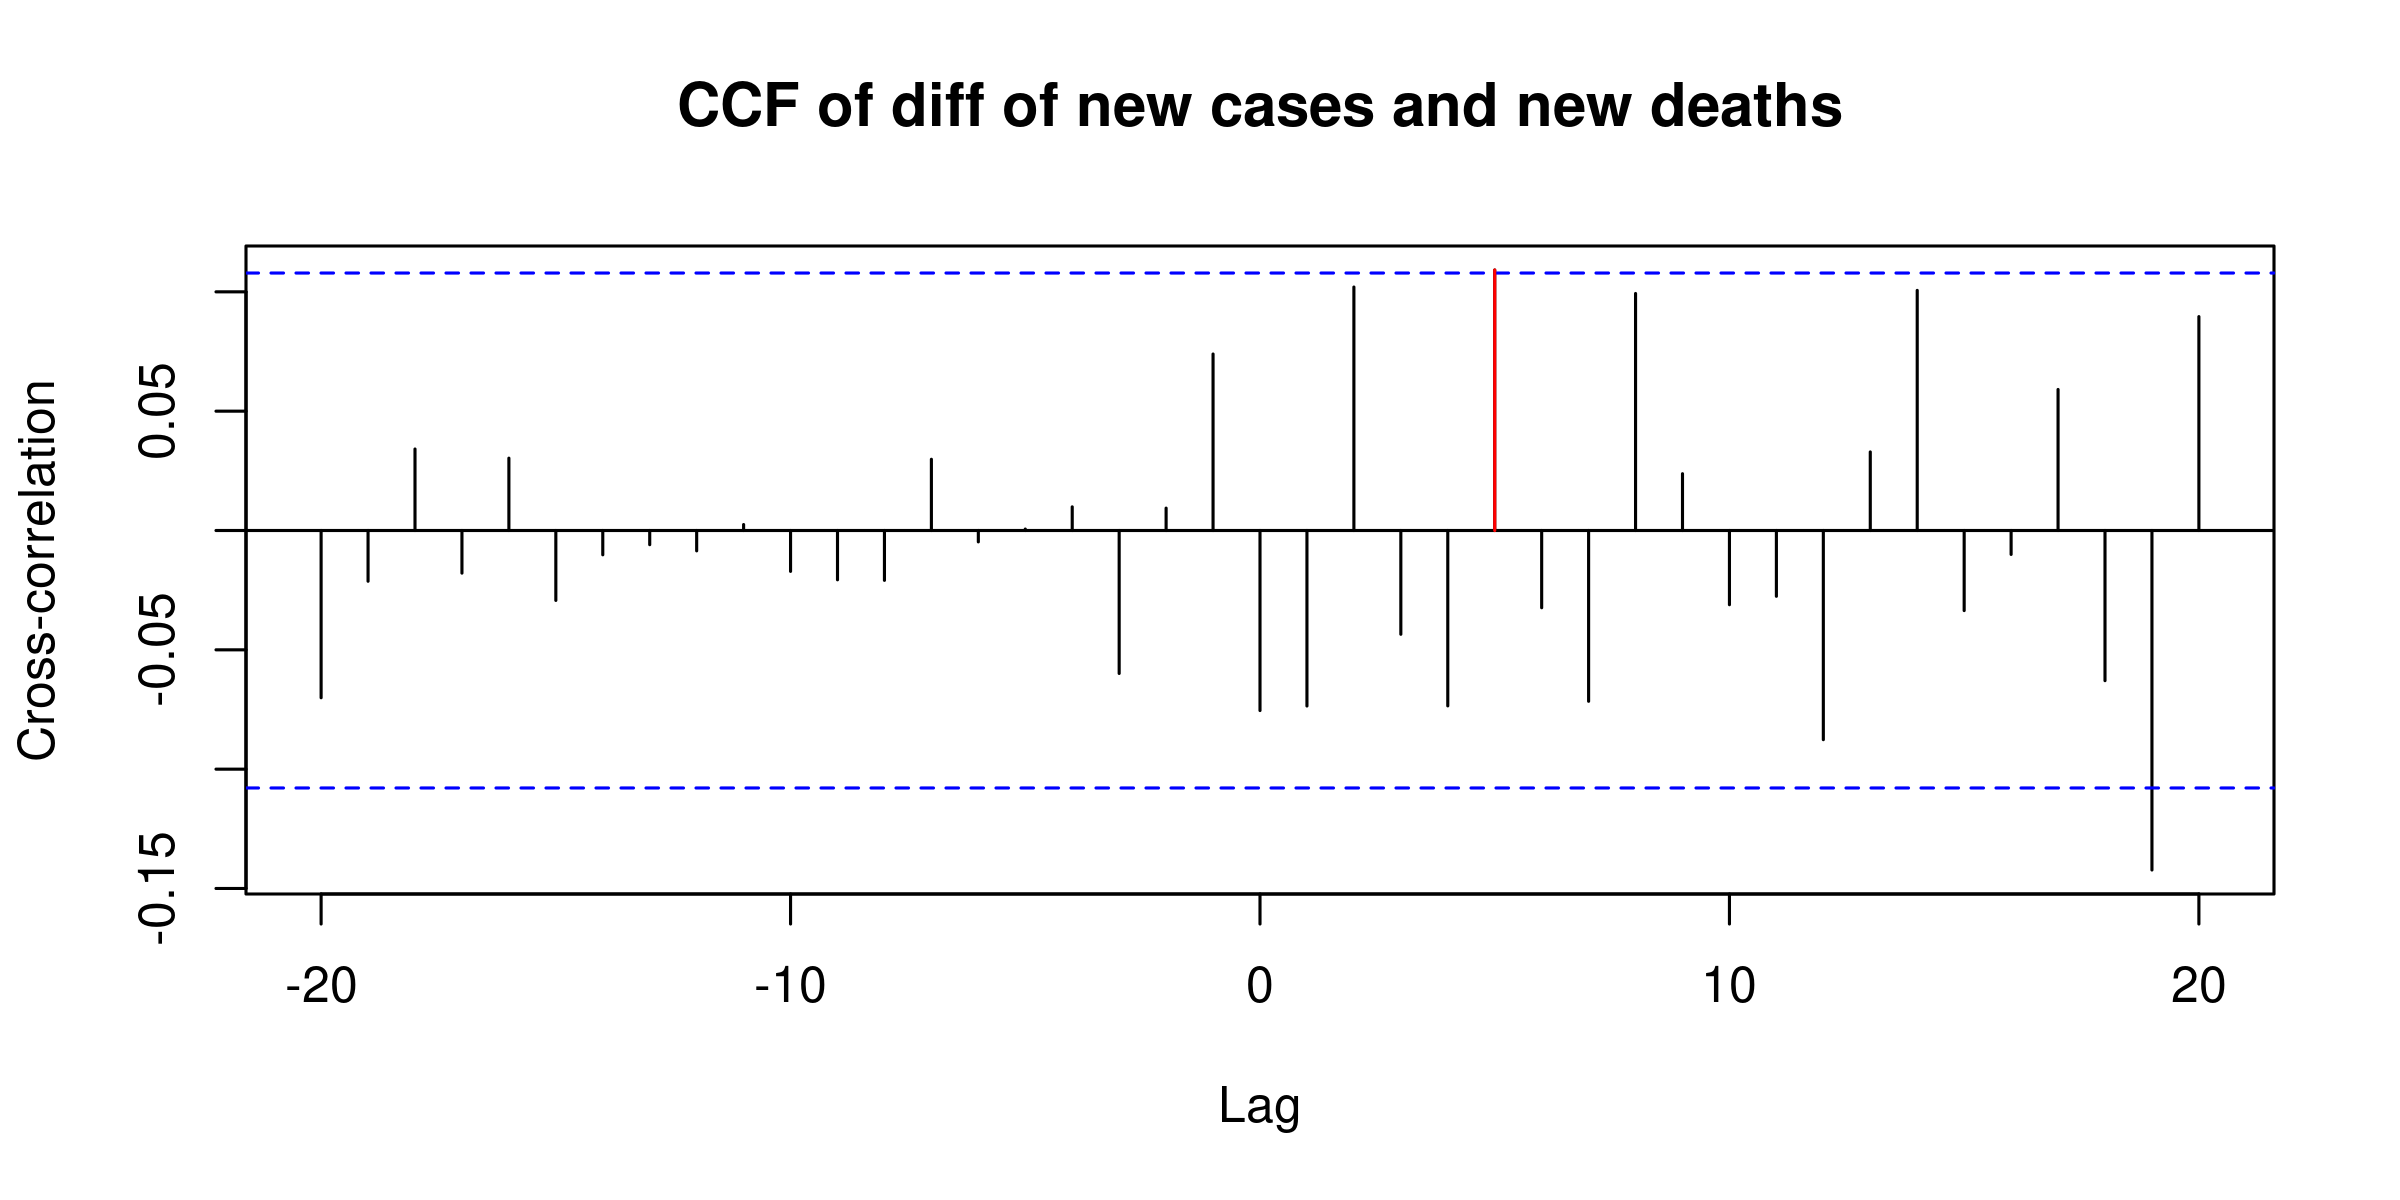 CCF of diff of new cases and new deaths
Cross-correlation
0.05
-0.05
-0.15
-20 -10 0 10 20
Lag